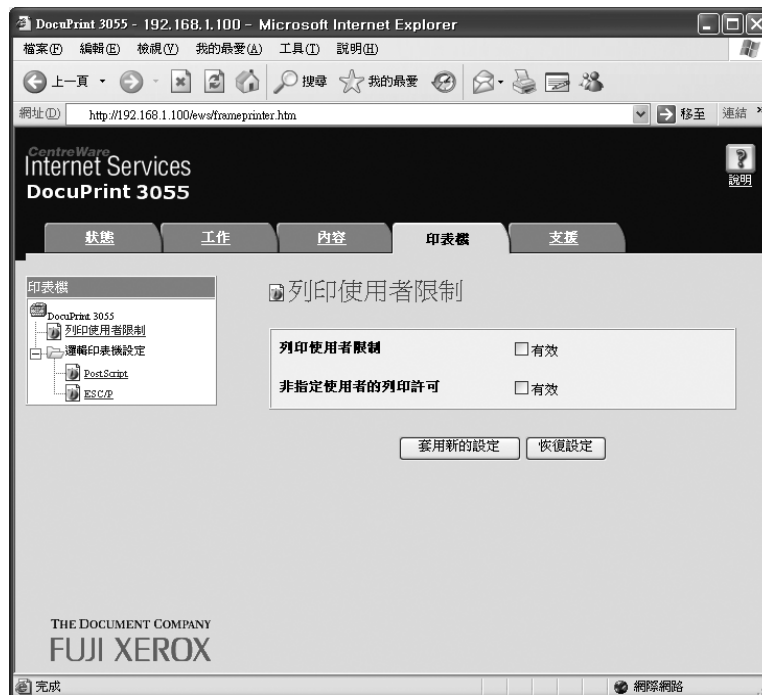 DocuPrint 3055 - 192.168.1.100 - Microsoft Internet Explorer
檔案(F) 編輯(E) 檢視(V) 我的最愛(A) 工具(T) 說明(H)
上一頁 搜尋 我的最愛
網址(D) http://192.168.1.100/ews/frameprinter.htm 移至 連結 »
CentreWare
Internet Services
DocuPrint 3055
說明
狀態 工作 內容 印表機 支援
印表機
DocuPrint 3055
列印使用者限制
邏輯印表機設定
PostScript
ESC/P
列印使用者限制
列印使用者限制 有效
非指定使用者的列印許可 有效
套用新的設定 恢復設定
THE DOCUMENT COMPANY
FUJI XEROX
完成 網際網路